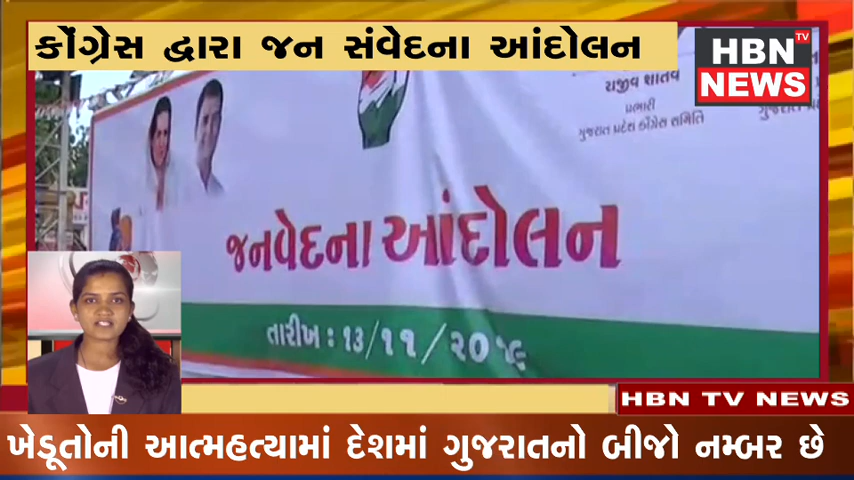 કોંગ્રેસ દ્વારા જન સંવેદના આંદોલન
HBN TV
NEWS
રાજીવ સાતવ
પ્રભારી
ગુજરાત પ્રદેશ કોંગ્રેસ સમિતિ
જનવેદના આંદોલન
તારીખ : ૧૩/૧૧/૨૦૧૯
HBN TV NEWS
ખેડૂતોની આત્મહત્યામાં દેશમાં ગુજરાતનો બીજો નમ્બર છે